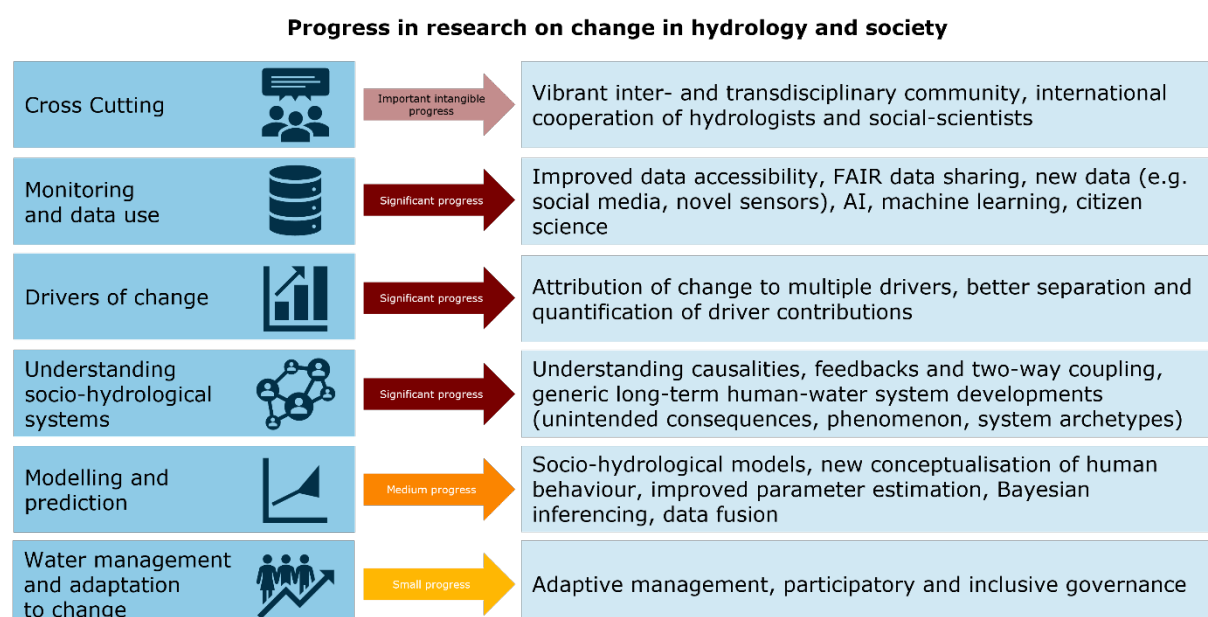 Progress in research on change in hydrology and society
Cross Cutting
Important intangible
progress
Vibrant inter- and transdisciplinary community, international
cooperation of hydrologists and social-scientists
Monitoring
and data use
Significant progress
Improved data accessibility, FAIR data sharing, new data (e.g.
social media, novel sensors), AI, machine learning, citizen
science
Drivers of change
Significant progress
Attribution of change to multiple drivers, better separation and
quantification of driver contributions
Understanding
socio-hydrological
systems
Significant progress
Understanding causalities, feedbacks and two-way coupling,
generic long-term human-water system developments
(unintended consequences, phenomenon, system archetypes)
Modelling and
prediction
Medium progress
Socio-hydrological models, new conceptualisation of human
behaviour, improved parameter estimation, Bayesian
inferencing, data fusion
Water management
and adaptation
to change
Small progress
Adaptive management, participatory and inclusive governance